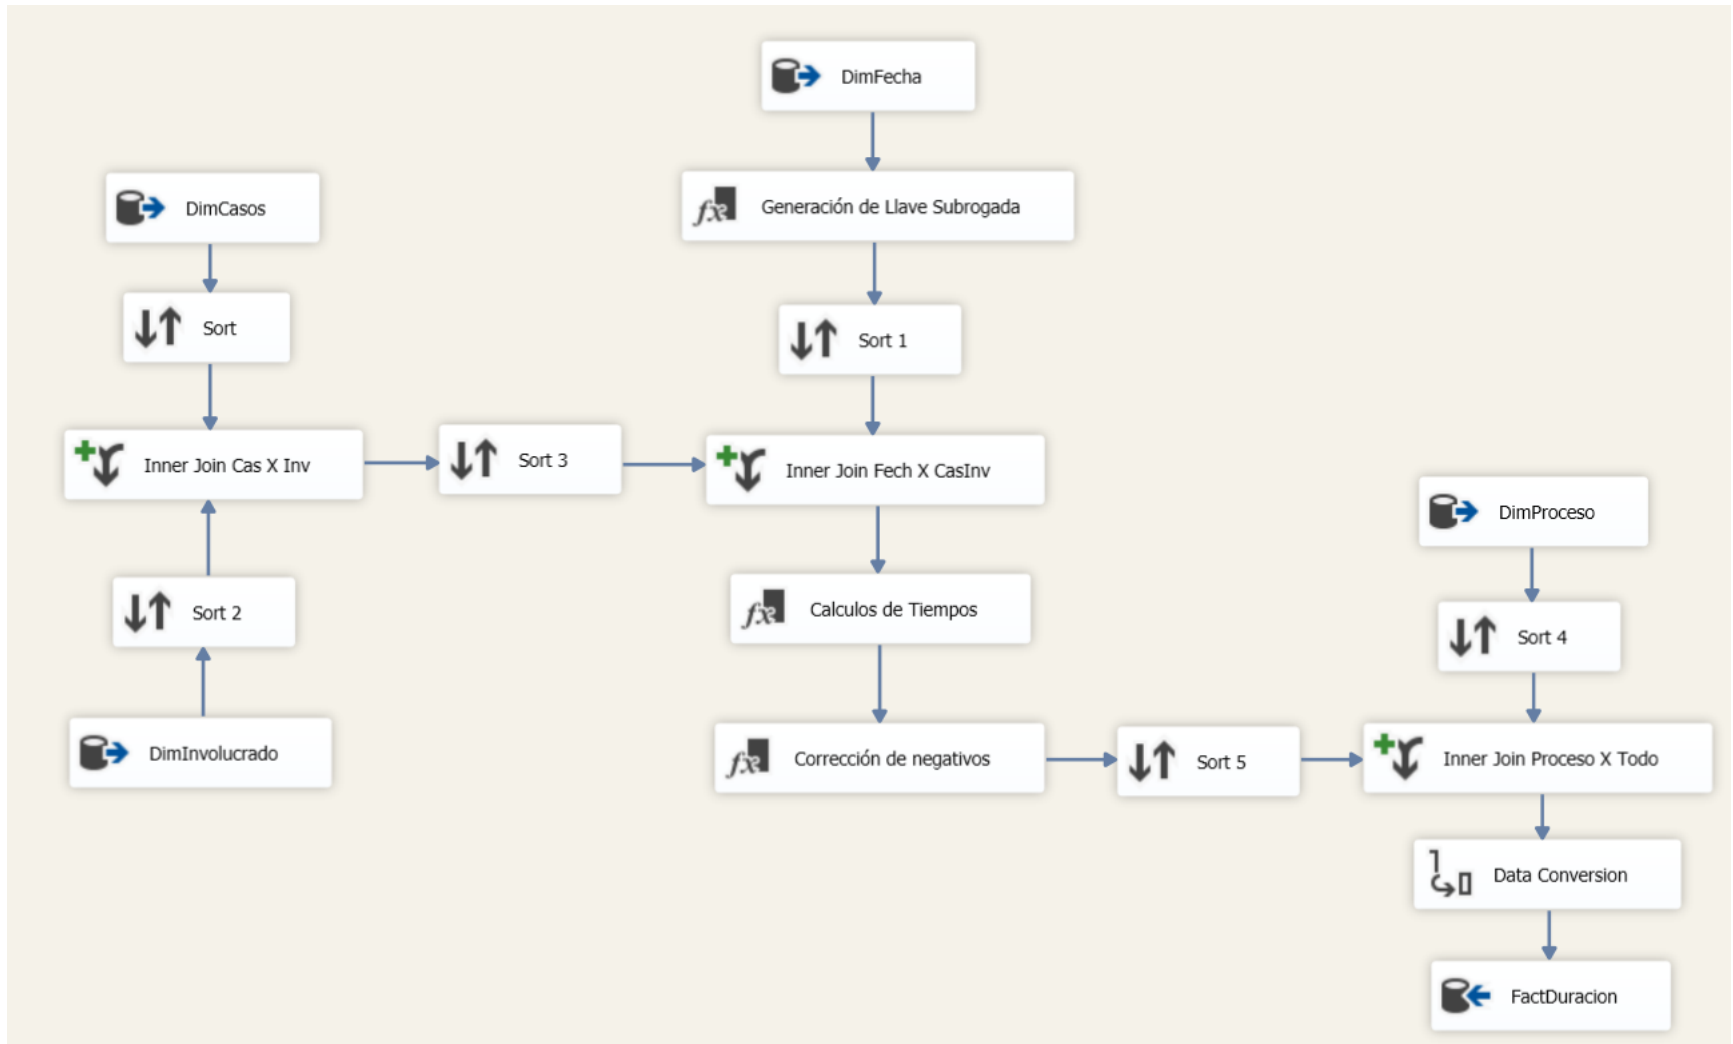 DimFecha
DimCasos
Generación de Llave Subrogada
Sort
Sort 1
Inner Join Cas X Inv
Sort 3
Inner Join Fech X CasInv
DimProceso
Sort 2
Calculos de Tiempos
Sort 4
DimInvolucrado
Corrección de negativos
Sort 5
Inner Join Proceso X Todo
Data Conversion
FactDuracion